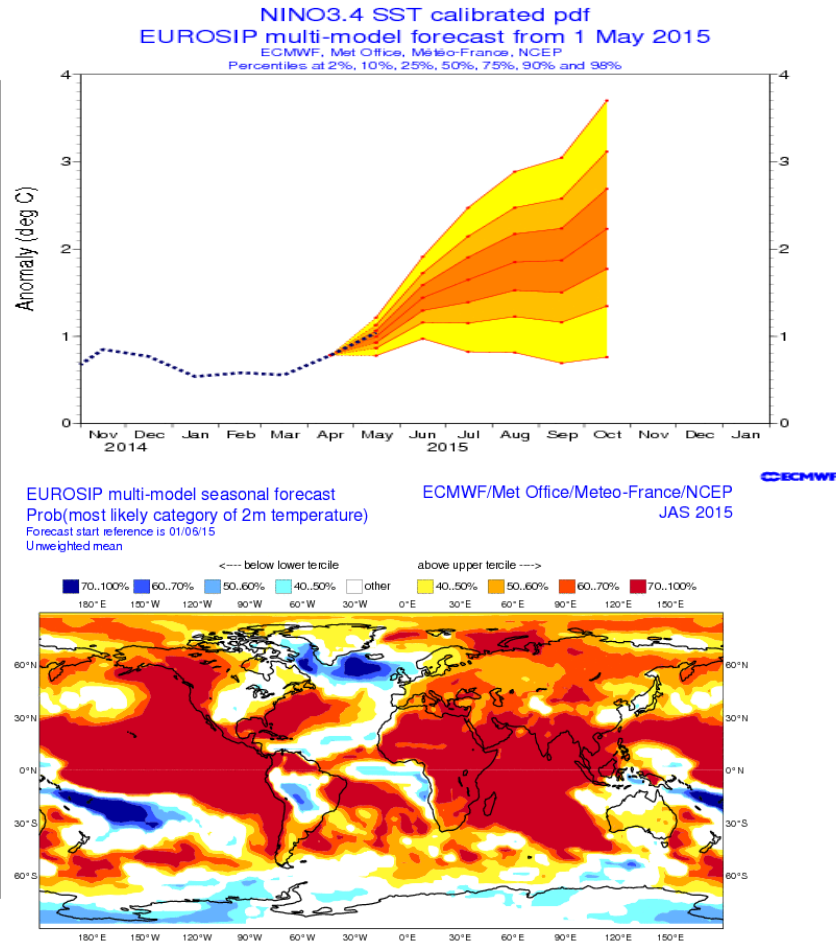 NINO3.4 SST calibrated pdf
EUROSIP multi-model forecast from 1 May 2015
ECMWF, Met Office, Météo-France, NCEP
Percentiles at 2%, 10%, 25%, 50%, 75%, 90% and 98%
4 4
3 3
2 2
1 1
0 0
Anomaly (deg C)
Nov Dec Jan Feb Mar Apr May Jun Jul Aug Sep Oct Nov Dec Jan
2014 2015
ECMWF
EUROSIP multi-model seasonal forecast ECMWF/Met Office/Meteo-France/NCEP
Prob(most likely category of 2m temperature) JAS 2015
Forecast start reference is 01/06/15
Unweighted mean
<---- below lower tercile above upper tercile ---->
70..100% 60..70% 50..60% 40..50% other 40..50% 50..60% 60..70% 70..100%
180°E 150°W 120°W 90°W 60°W 30°W 0°E 30°E 60°E 90°E 120°E 150°E
60°N 60°N
30°N 30°N
0°N 0°N
30°S 30°S
60°S 60°S
180°E 150°W 120°W 90°W 60°W 30°W 0°E 30°E 60°E 90°E 120°E 150°E